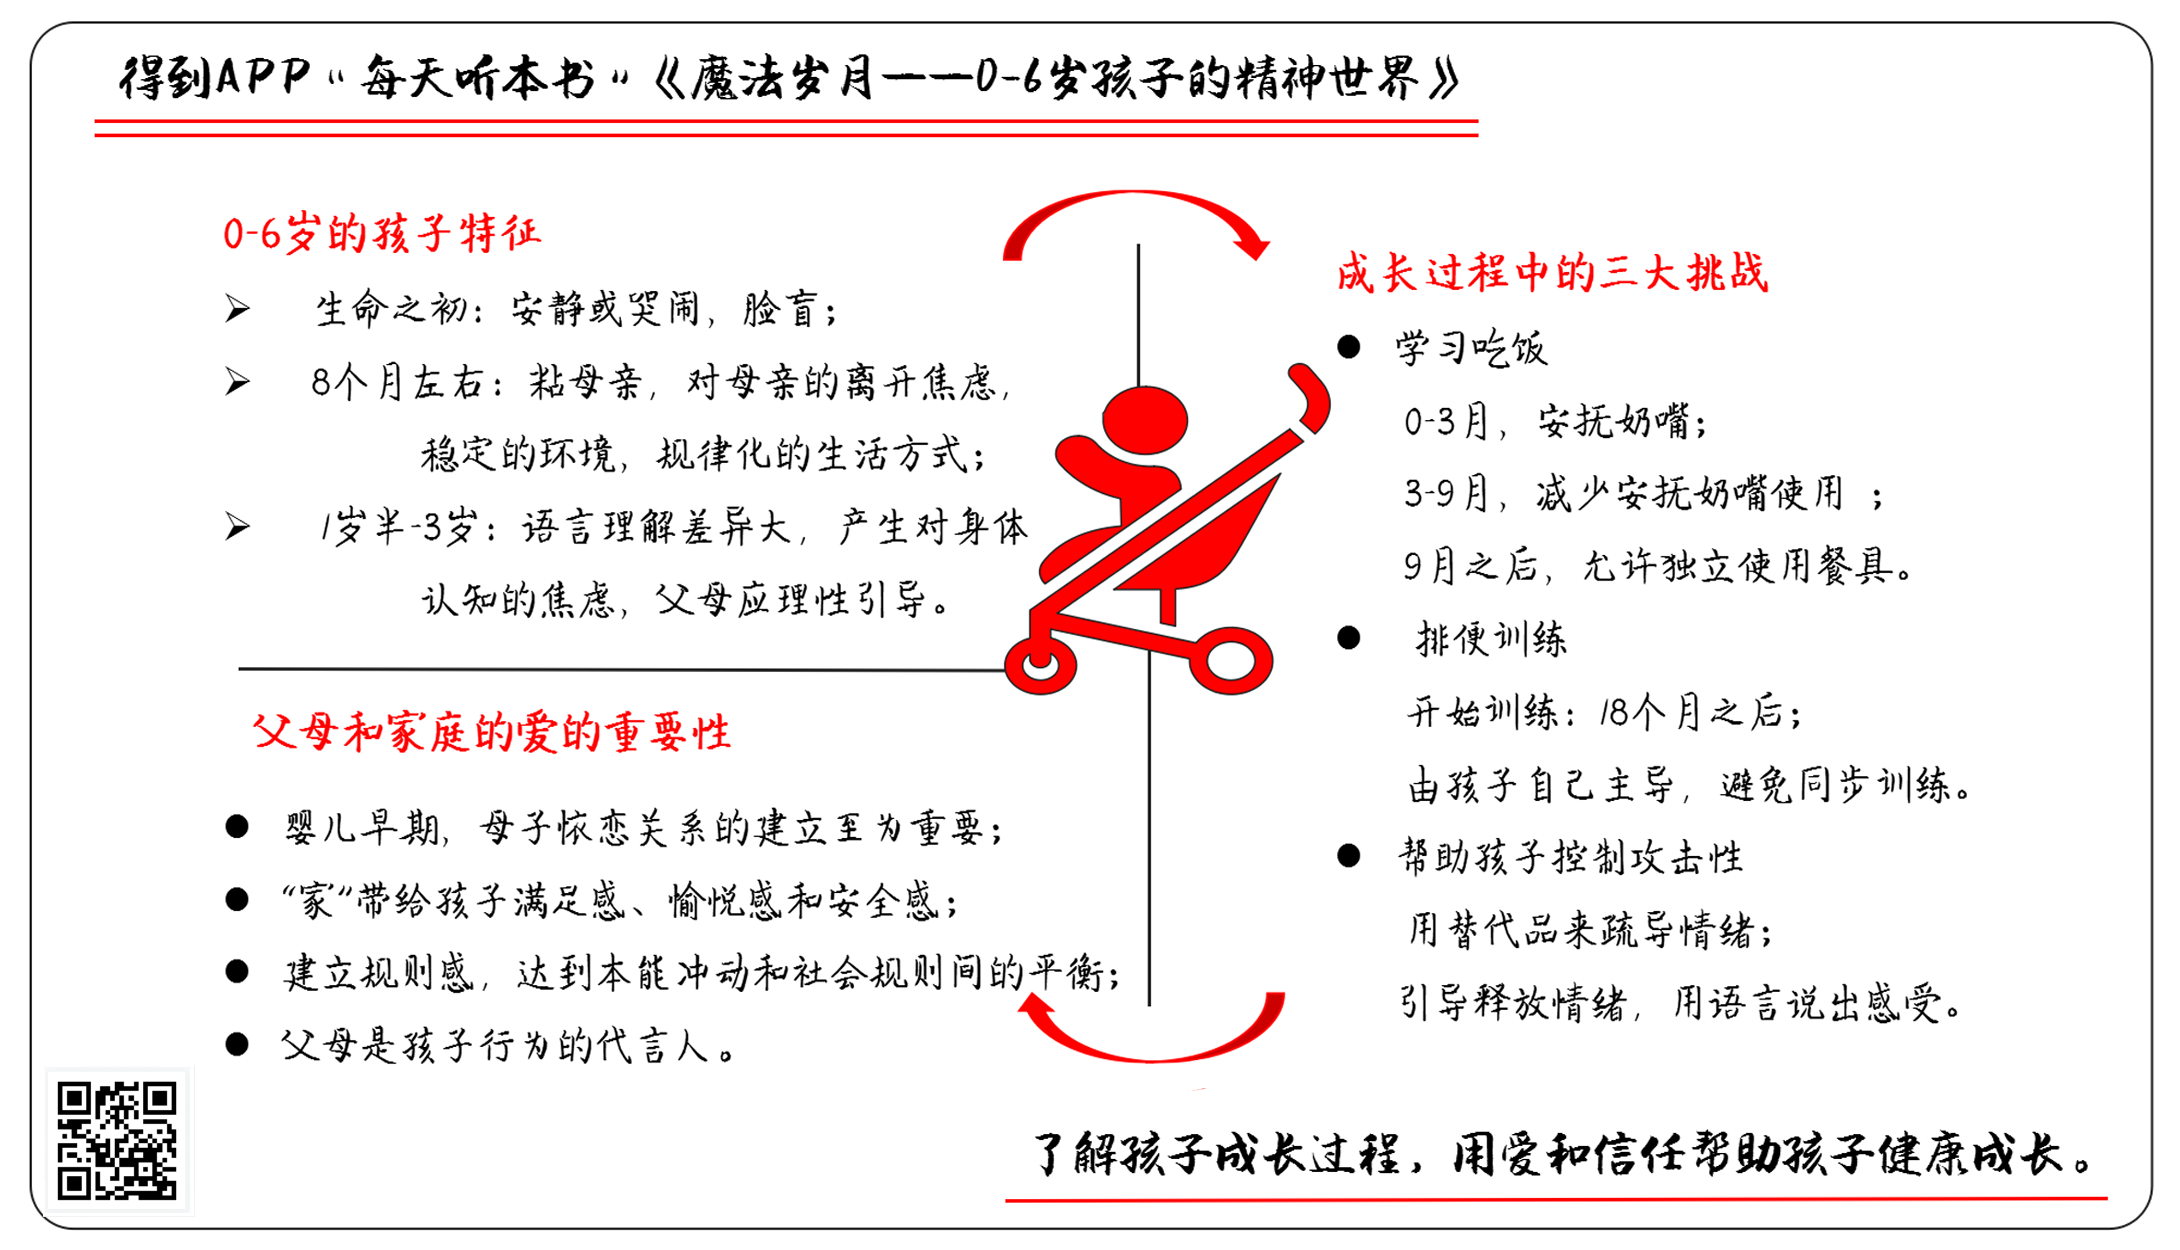 得到APP“每天听本书”《魔法岁月——0-6岁孩子的精神世界》
0-6岁的孩子特征
生命之初：安静或哭闹，脸盲；
8个月左右：粘母亲，对母亲的离开焦虑，
稳定的环境，规律化的生活方式；
1岁半-3岁：语言理解差异大，产生对身体
认知的焦虑，父母应理性引导。
父母和家庭的爱的重要性
婴儿早期，母子依恋关系的建立至为重要；
“家”带给孩子满足感、愉悦感和安全感；
建立规则感，达到本能冲动和社会规则间的平衡；
父母是孩子行为的代言人。
成长过程中的三大挑战
学习吃饭
0-3月，安抚奶嘴；
3-9月，减少安抚奶嘴使用 ；
9月之后，允许独立使用餐具。
排便训练
开始训练：18个月之后；
由孩子自己主导，避免同步训练。
帮助孩子控制攻击性
用替代品来疏导情绪；
引导释放情绪，用语言说出感受。
了解孩子成长过程，用爱和信任帮助孩子健康成长。